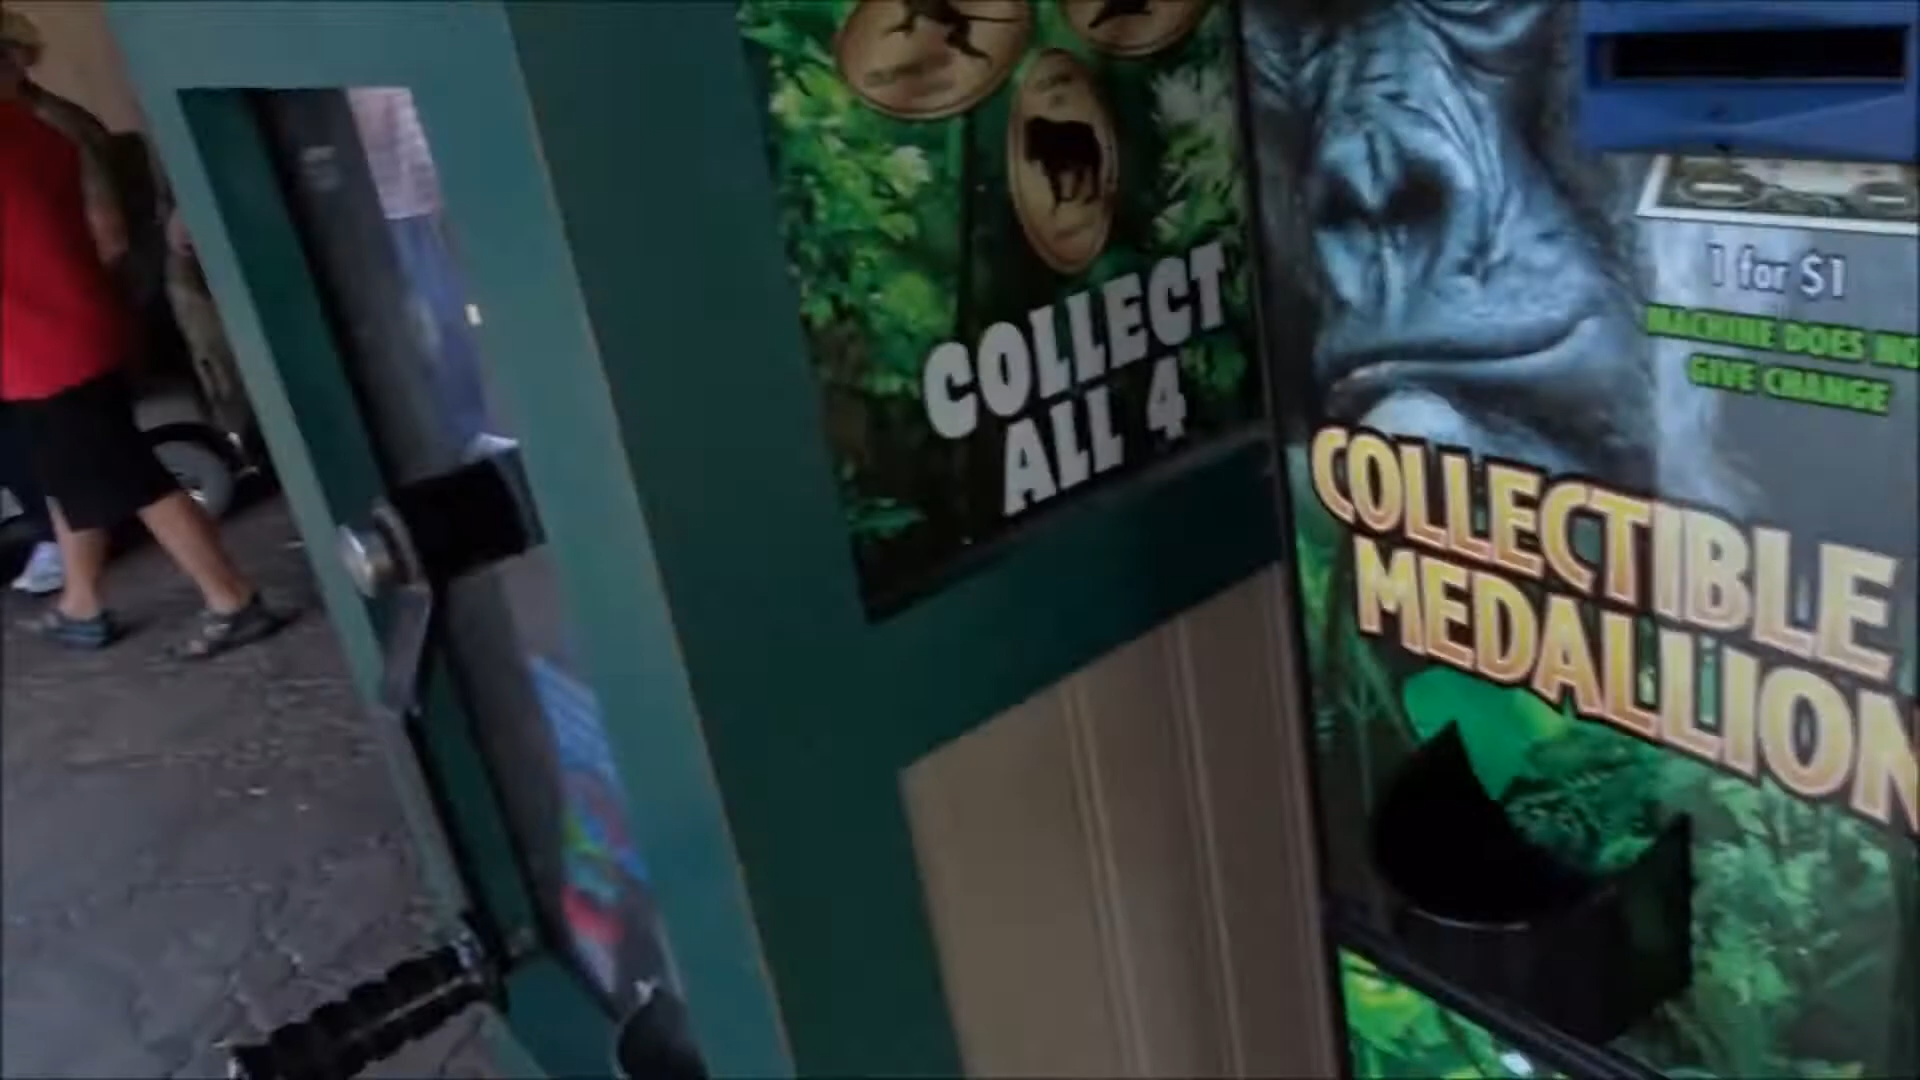 COLLECT
ALL 4
1 for $1
MACHINE DOES NO
GIVE CHANGE
COLLECTIBLE
MEDALLION